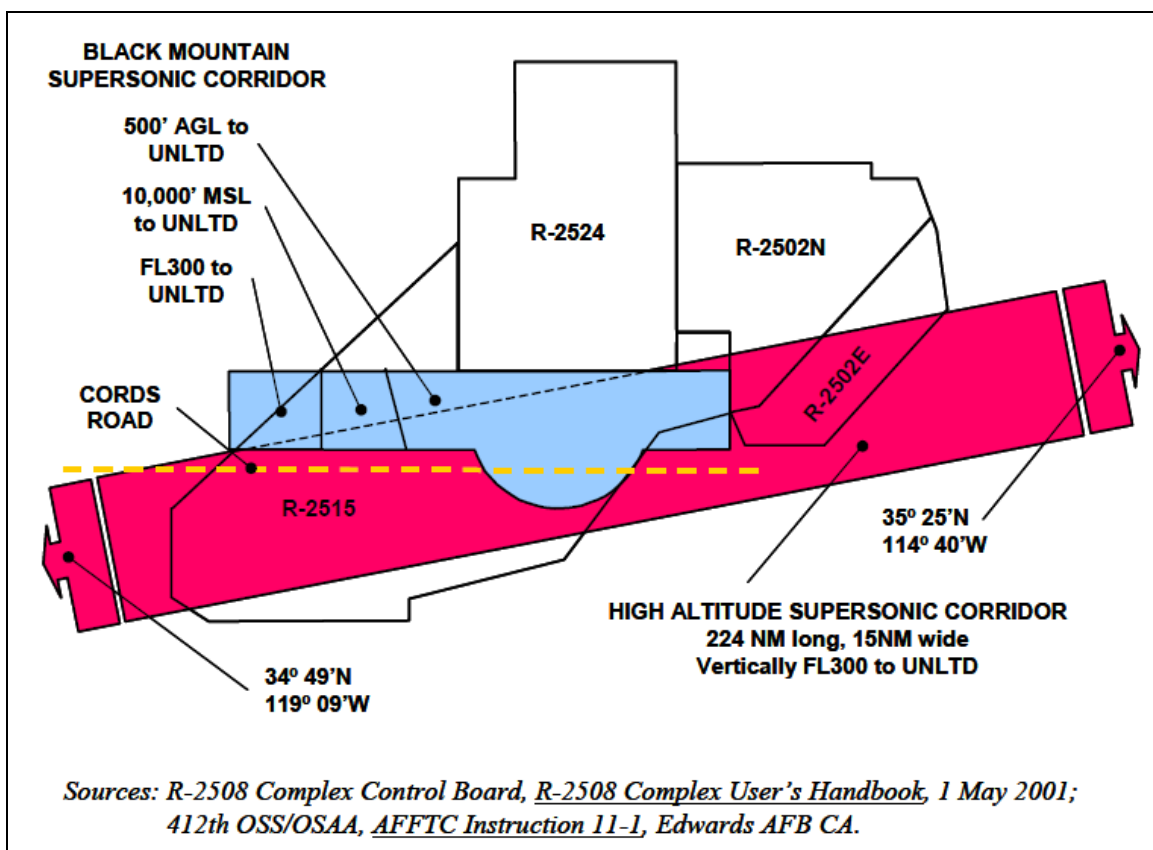 BLACK MOUNTAIN
SUPERSONIC CORRIDOR
500’ AGL to
UNLTD
10,000’ MSL
to UNLTD
FL300 to
UNLTD
CORDS
ROAD
R-2524
R-2502N
R-2502E
R-2515
35º 25’N
114º 40’W
HIGH ALTITUDE SUPERSONIC CORRIDOR
224 NM long, 15NM wide
Vertically FL300 to UNLTD
34º 49’N
119º 09’W
Sources: R-2508 Complex Control Board, R-2508 Complex User’s Handbook, 1 May 2001;
412th OSS/OSAA, AFFTC Instruction 11-1, Edwards AFB CA.